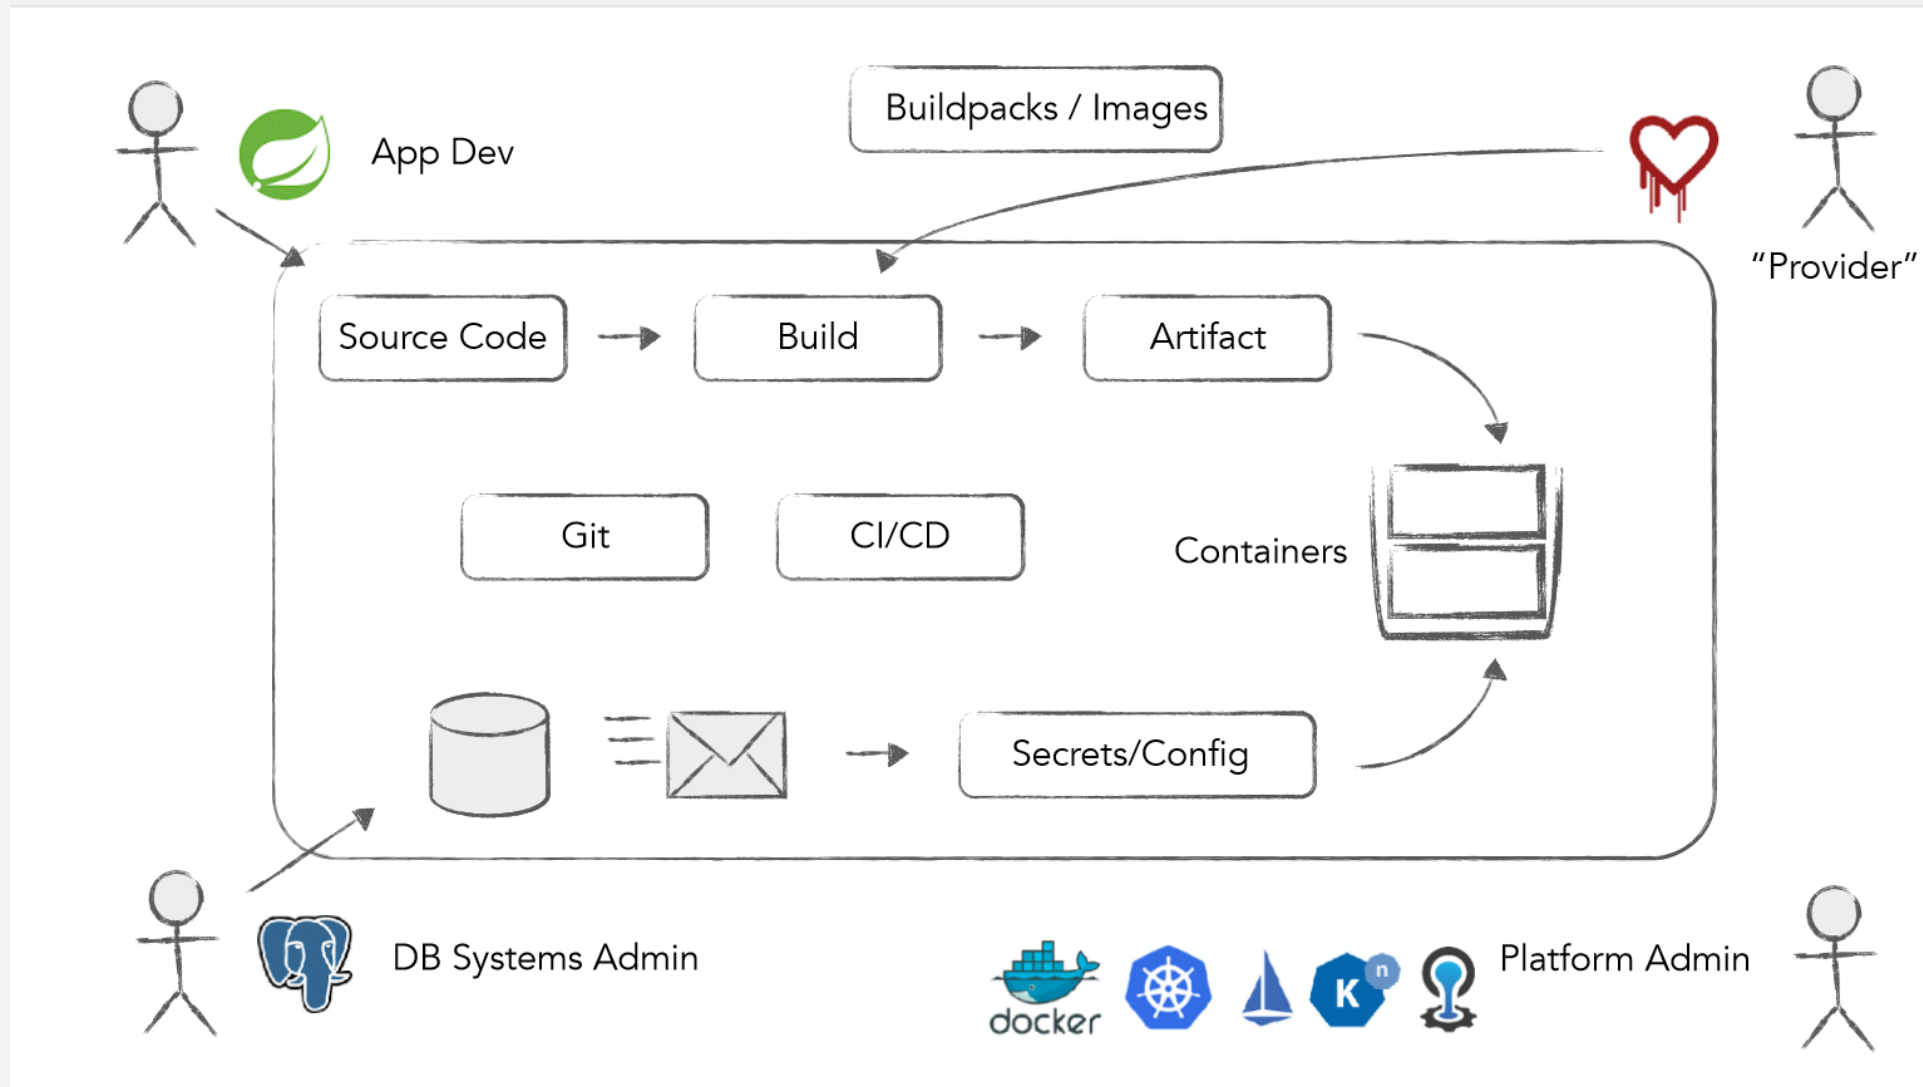 Buildpacks / Images
App Dev
“Provider”
Source Code
Build
Artifact
Git
CI/CD
Containers
Secrets/Config
DB Systems Admin
docker
K
n
Platform Admin